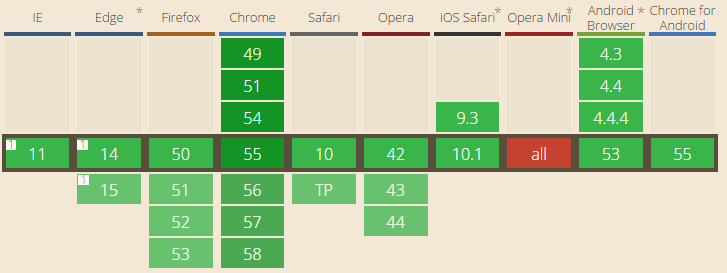 IE Edge * Firefox Chrome Safari Opera iOS Safari * Opera Mini * Android Browser * Chrome for Android
49 4.3
51 4.4
54 9.3 4.4.4
1 11 1 14 50 55 10 42 10.1 all 53 55
1 15 51 56 TP 43
52 57 44
53 58